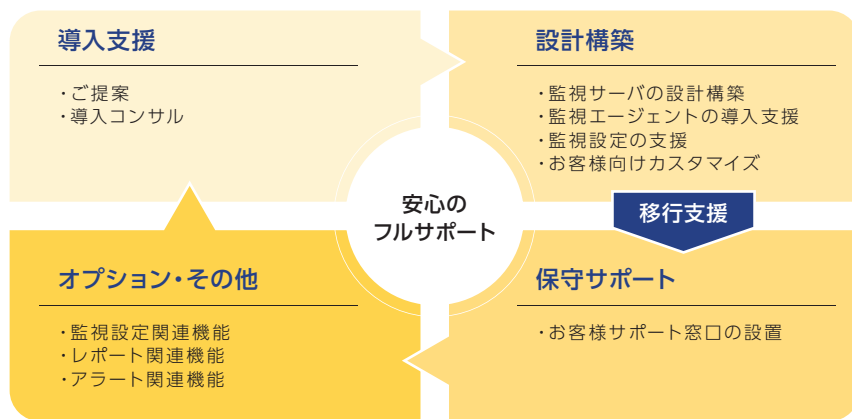 導入支援
・ご提案
・導入コンサル
設計構築
・監視サーバの設計構築
・監視エージェントの導入支援
・監視設定の支援
・お客様向けカスタマイズ
安心の
フルサポート
移行支援
オプション・その他
・監視設定関連機能
・レポート関連機能
・アラート関連機能
保守サポート
・お客様サポート窓口の設置